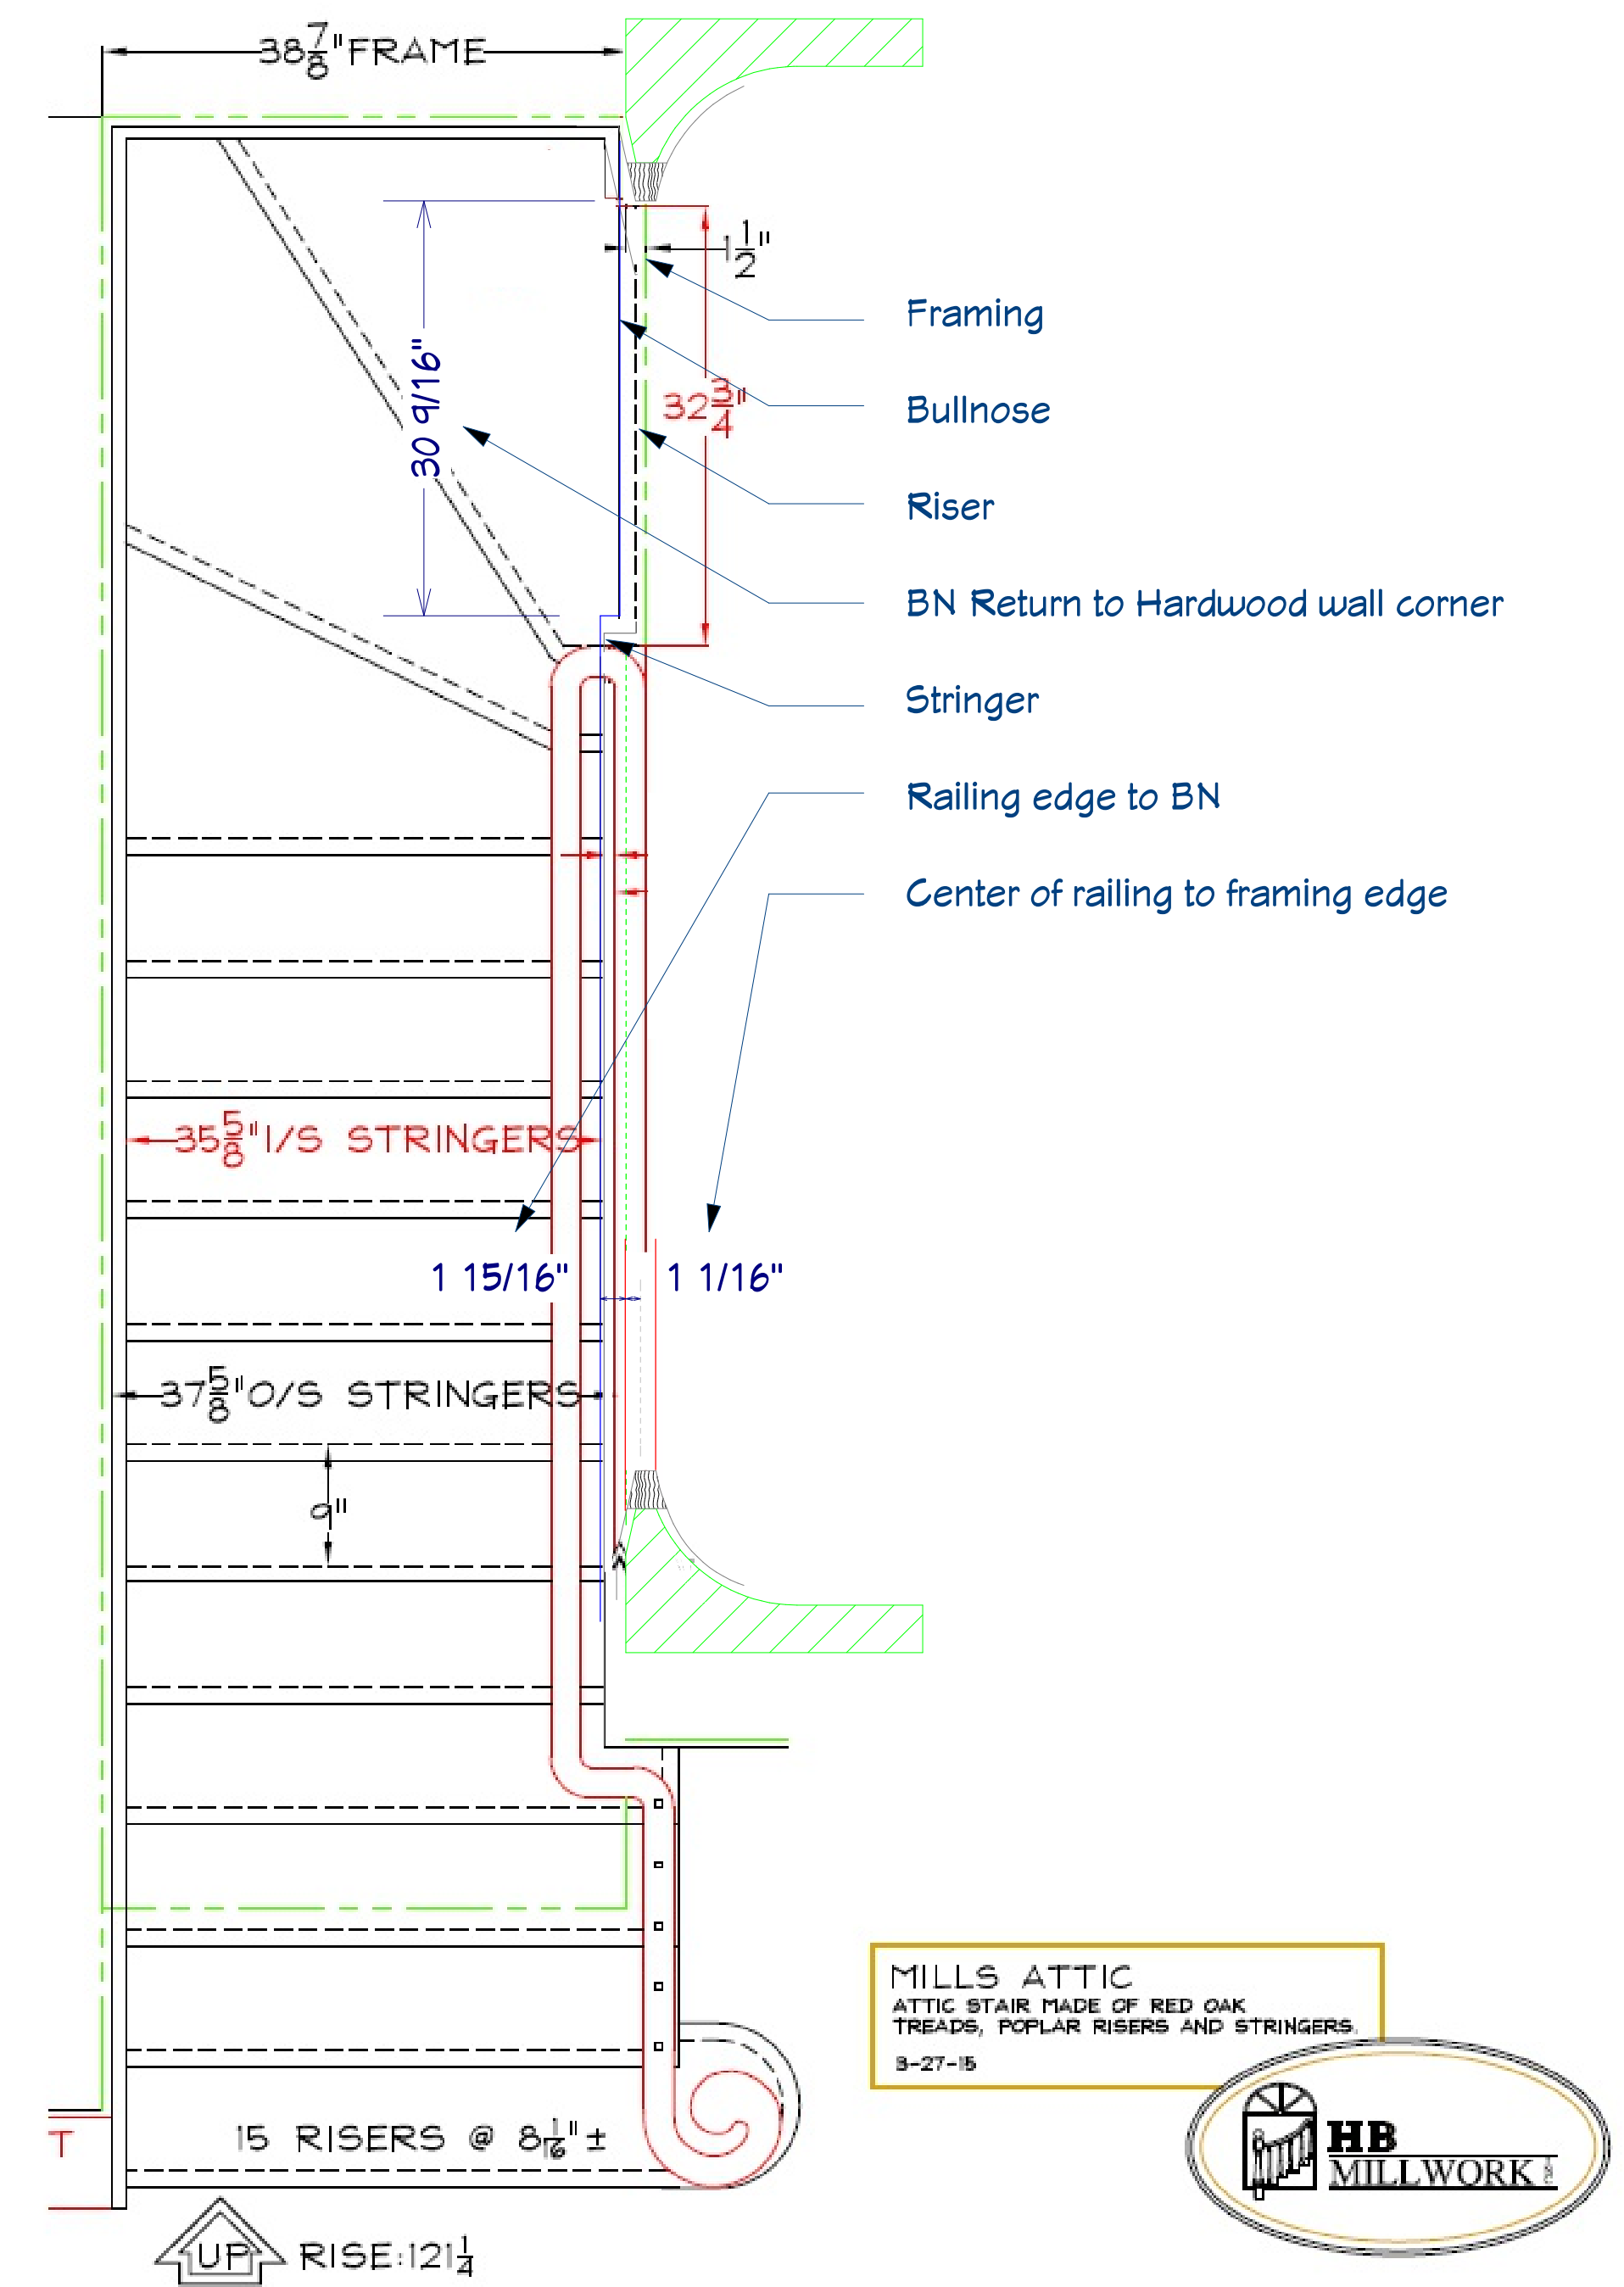 38 7/8" FRAME
1 1/2"
Framing
30 9/16"
32 3/4"
Bullnose
Riser
BN Return to Hardwood wall corner
Stringer
Railing edge to BN
Center of railing to framing edge
35 5/8" I/S STRINGERS
1 15/16"
1 1/16"
37 5/8" O/S STRINGERS
9"
MILLS ATTIC
ATTIC STAIR MADE OF RED OAK
TREADS, POPLAR RISERS AND STRINGERS.
3-27-15
15 RISERS @ 8 1/16" ±
T
HB
MILLWORK
UP
RISE:121 1/4